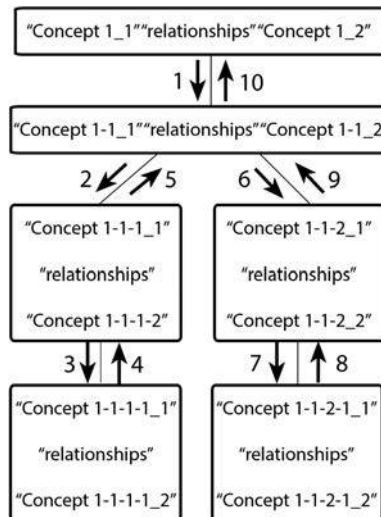 “Concept 1_1”“relationships”“Concept 1_2”
1
10
“Concept 1-1_1”“relationships”“Concept 1-1_2
2
5
6
9
“Concept 1-1-1_1”
“relationships”
“Concept 1-1-1-2”
“Concept 1-1-2_1”
“relationships”
“Concept 1-1-2_2”
3
4
7
8
“Concept 1-1-1-1_1”
“relationships”
“Concept 1-1-1-1_2”
“Concept 1-1-2-1_1”
“relationships”
“Concept 1-1-2-1_2”